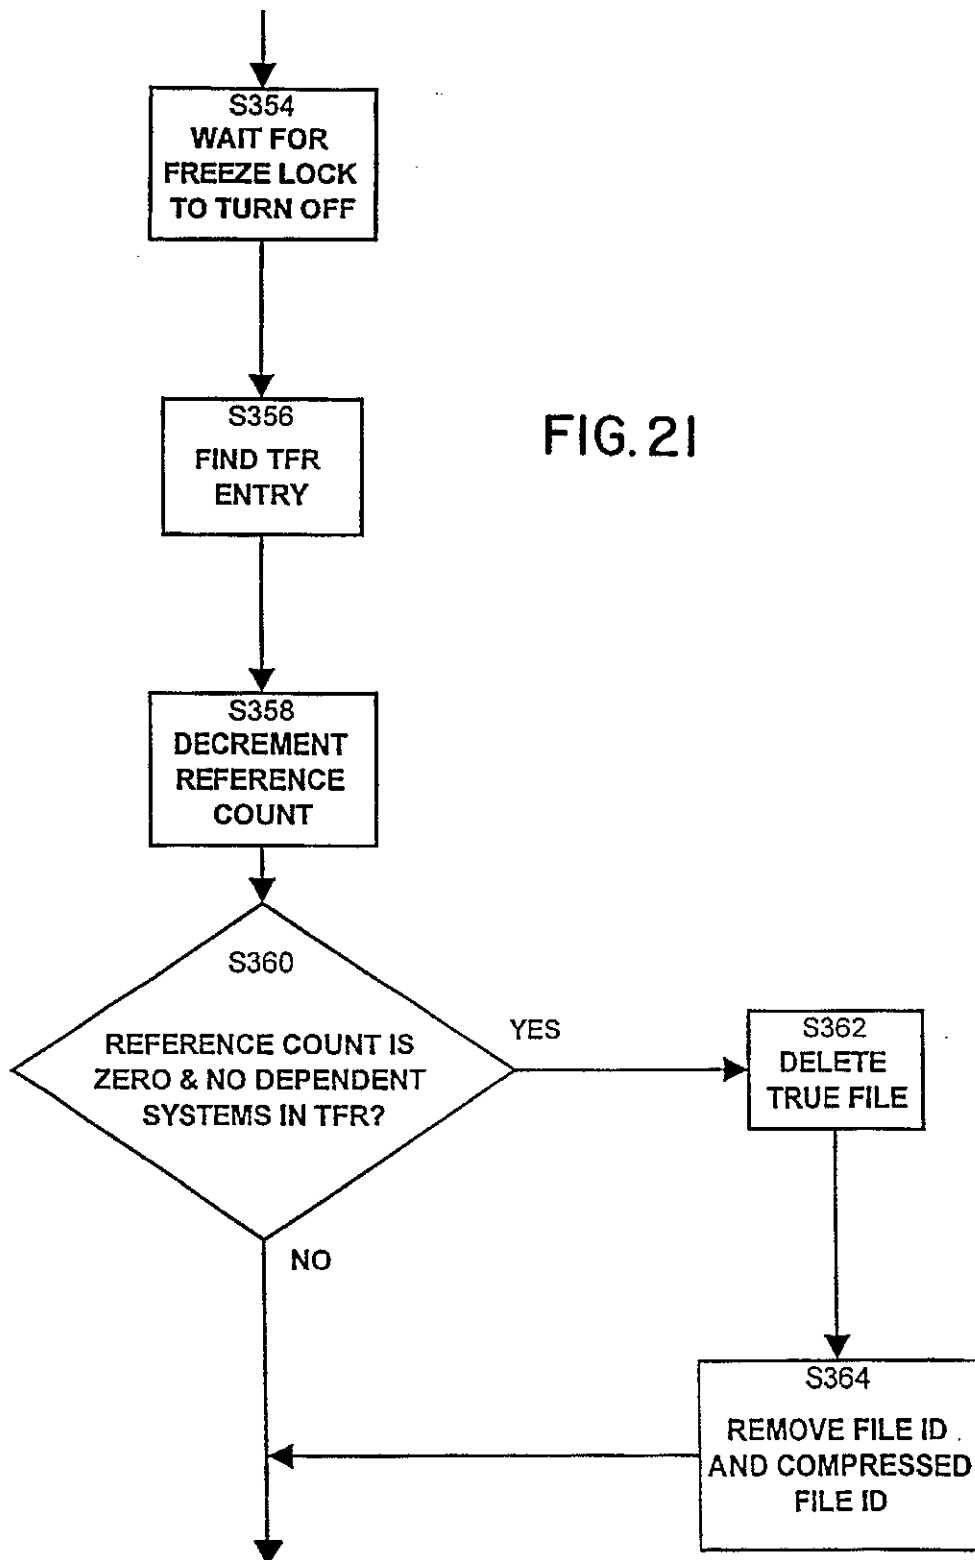 S354
WAIT FOR
FREEZE LOCK
TO TURN OFF
S356
FIND TFR
ENTRY
FIG. 21
S358
DECREMENT
REFERENCE
COUNT
S360
REFERENCE COUNT IS
ZERO & NO DEPENDENT
SYSTEMS IN TFR?
YES
S362
DELETE
TRUE FILE
NO
S364
REMOVE FILE ID
AND COMPRESSED
FILE ID